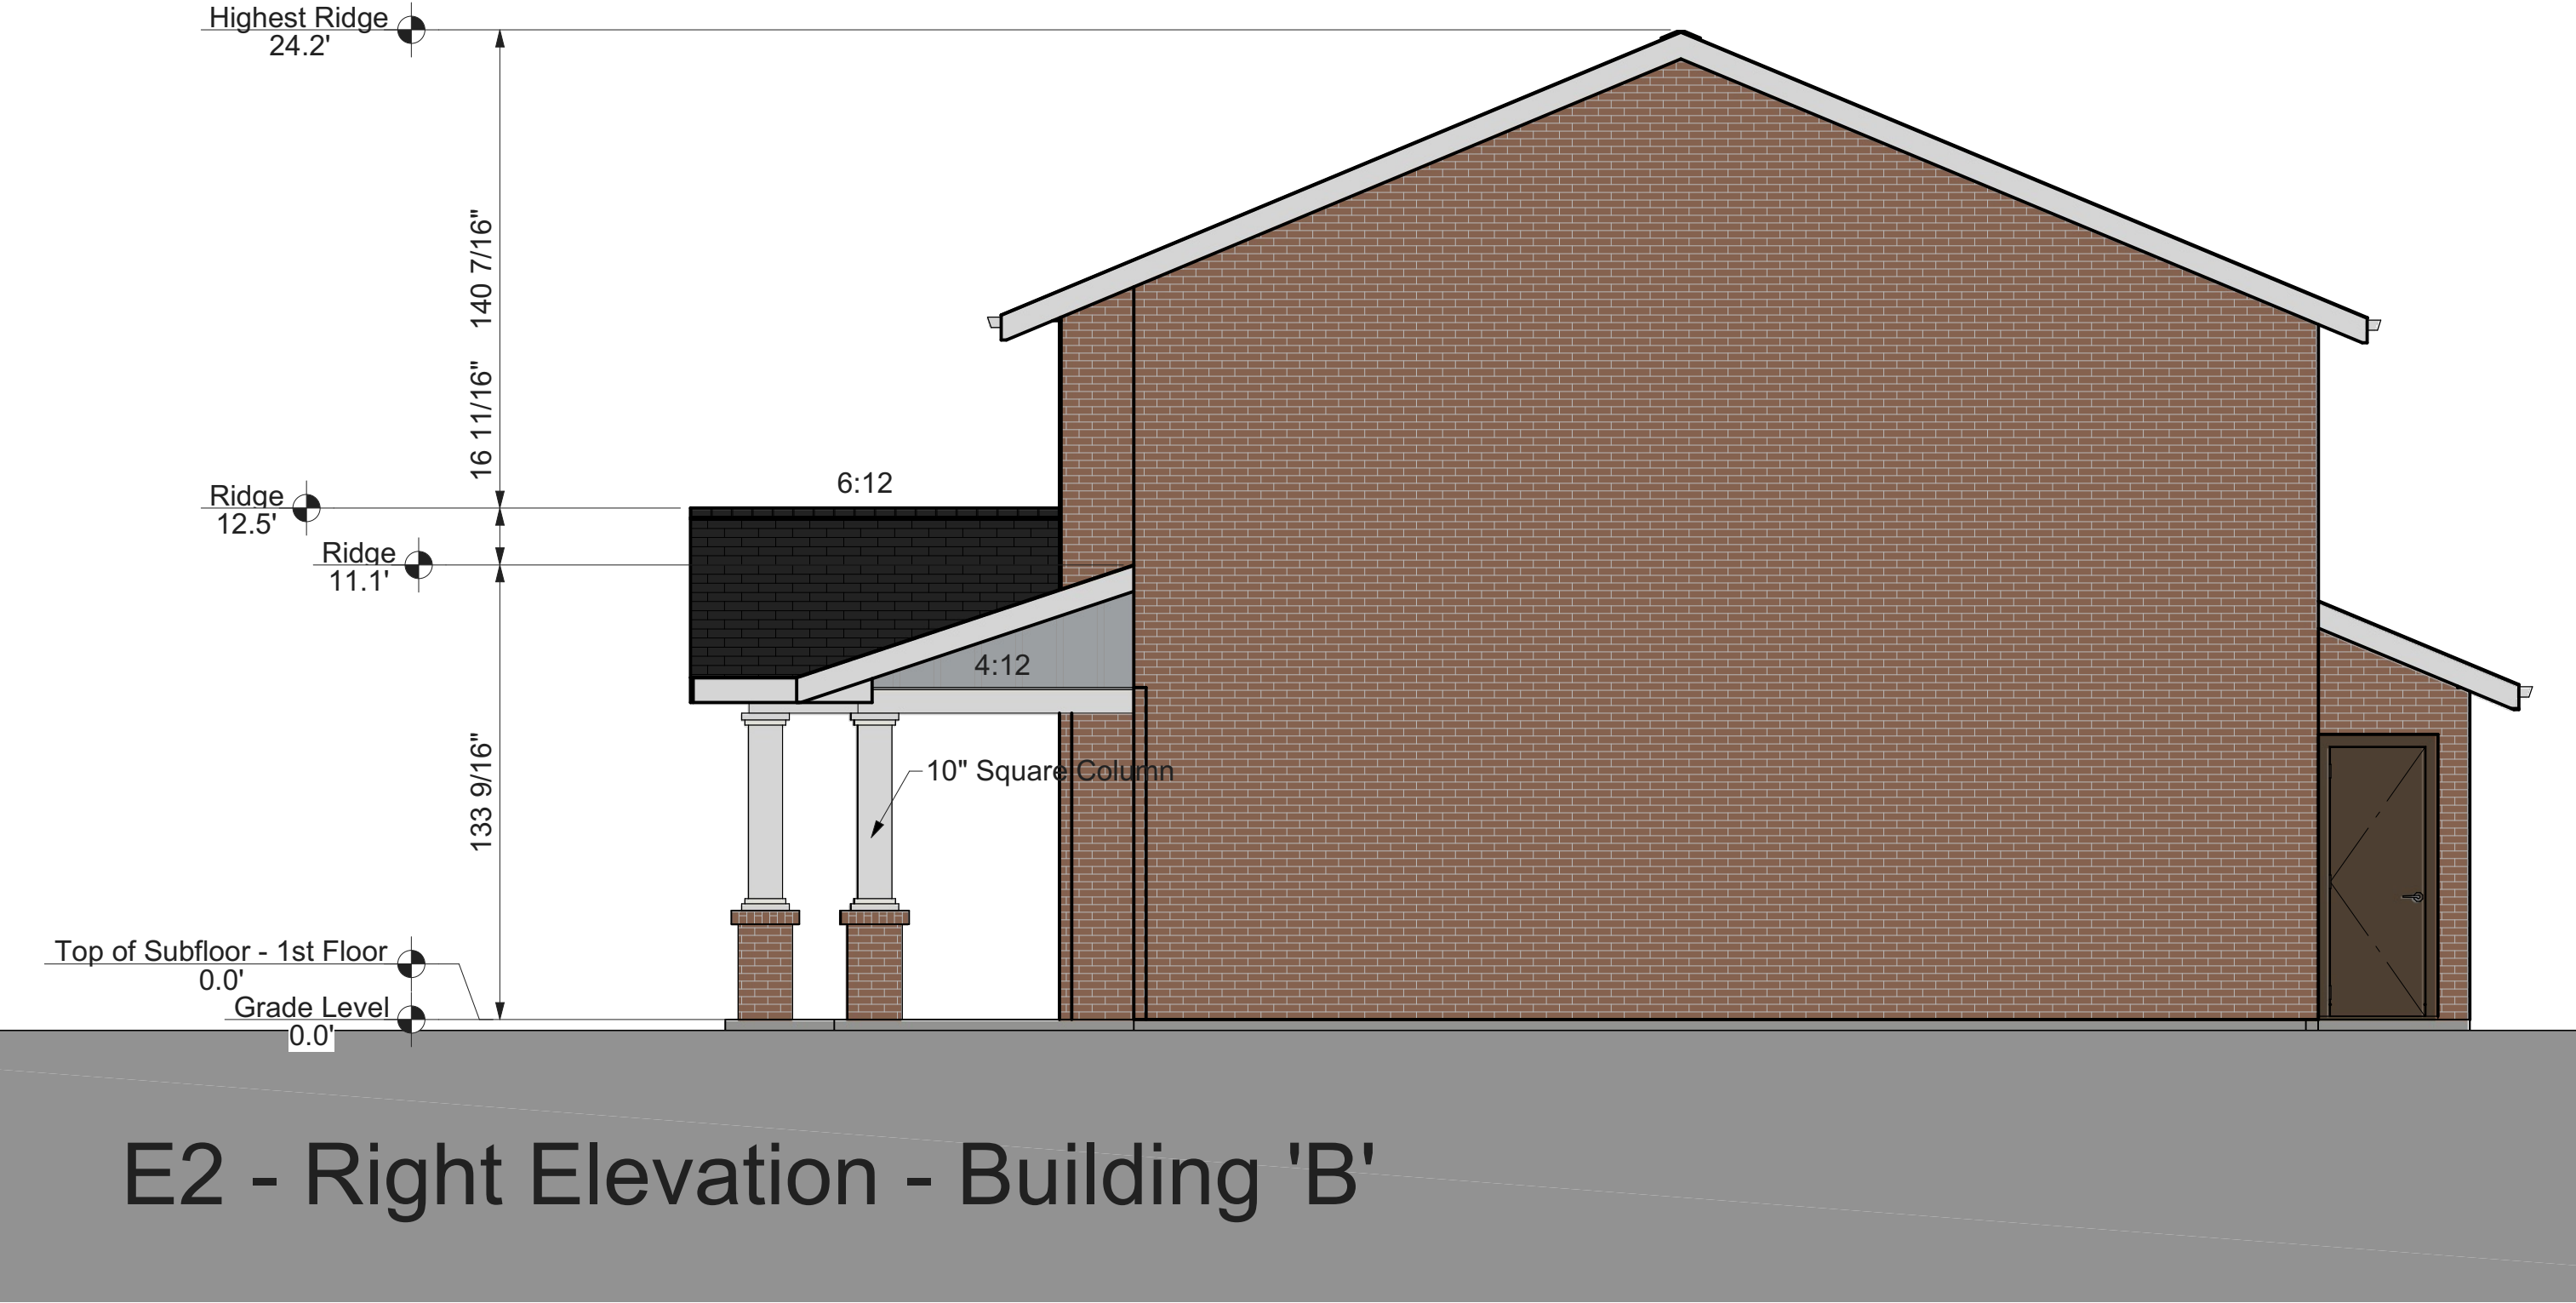 Highest Ridge
24.2'
140 7/16"
16 11/16"
6:12
Ridge
12.5'
Ridge
11.1'
4:12
133 9/16"
10" Square Column
Top of Subfloor - 1st Floor
0.0'
Grade Level
0.0'
E2 - Right Elevation - Building 'B'